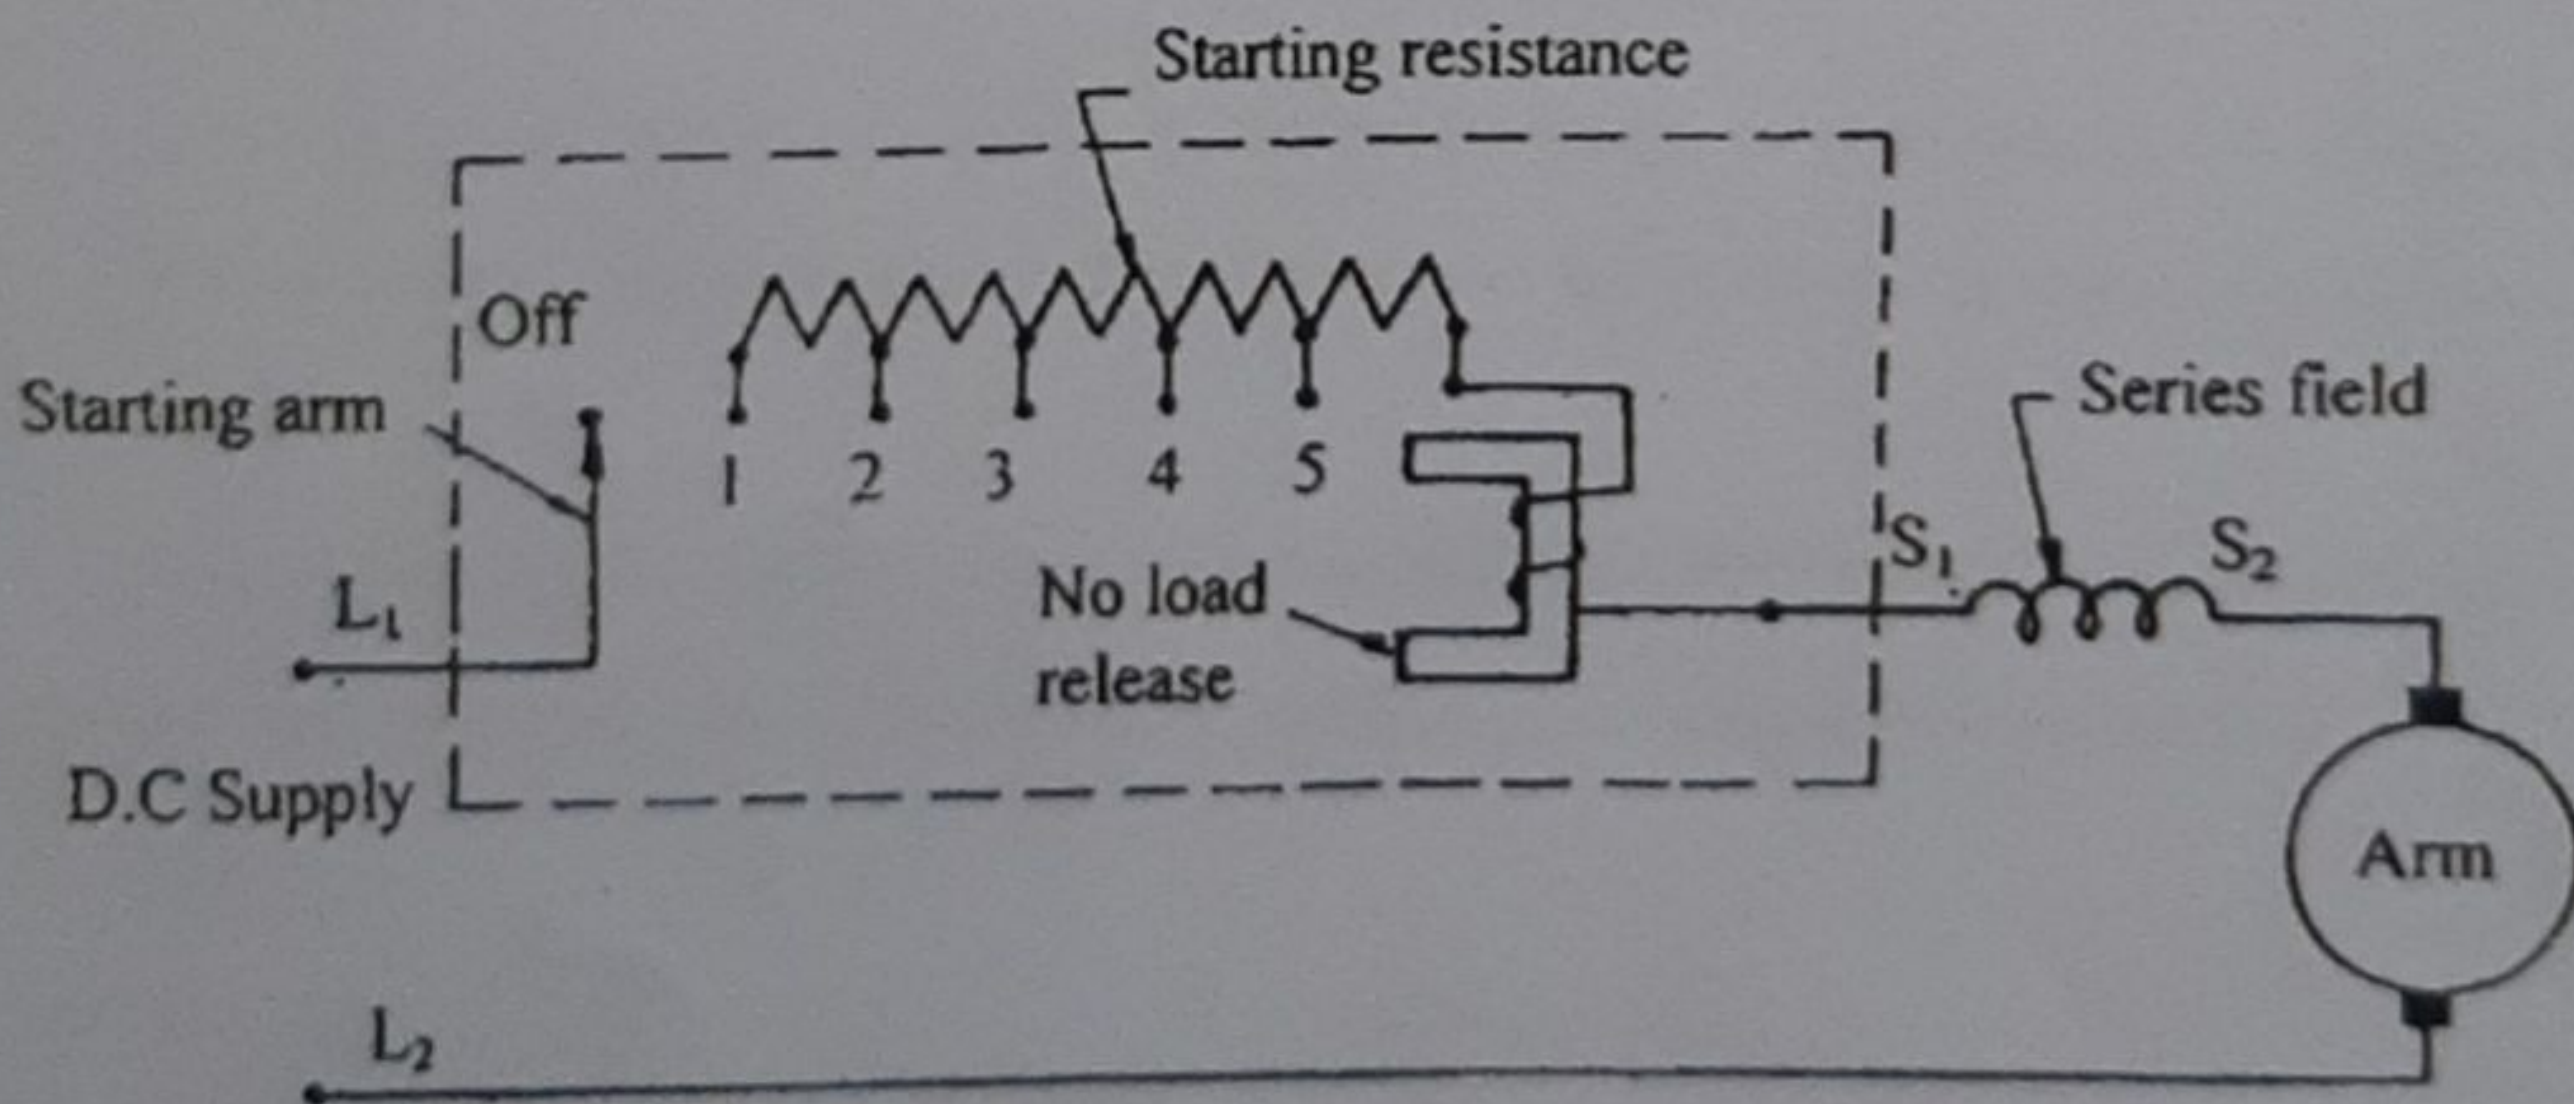 Starting resistance
Off
Starting arm
Series field
1 2 3 4 5
S₁ S₂
No load
release
L₁
D.C Supply
Arm
L₂